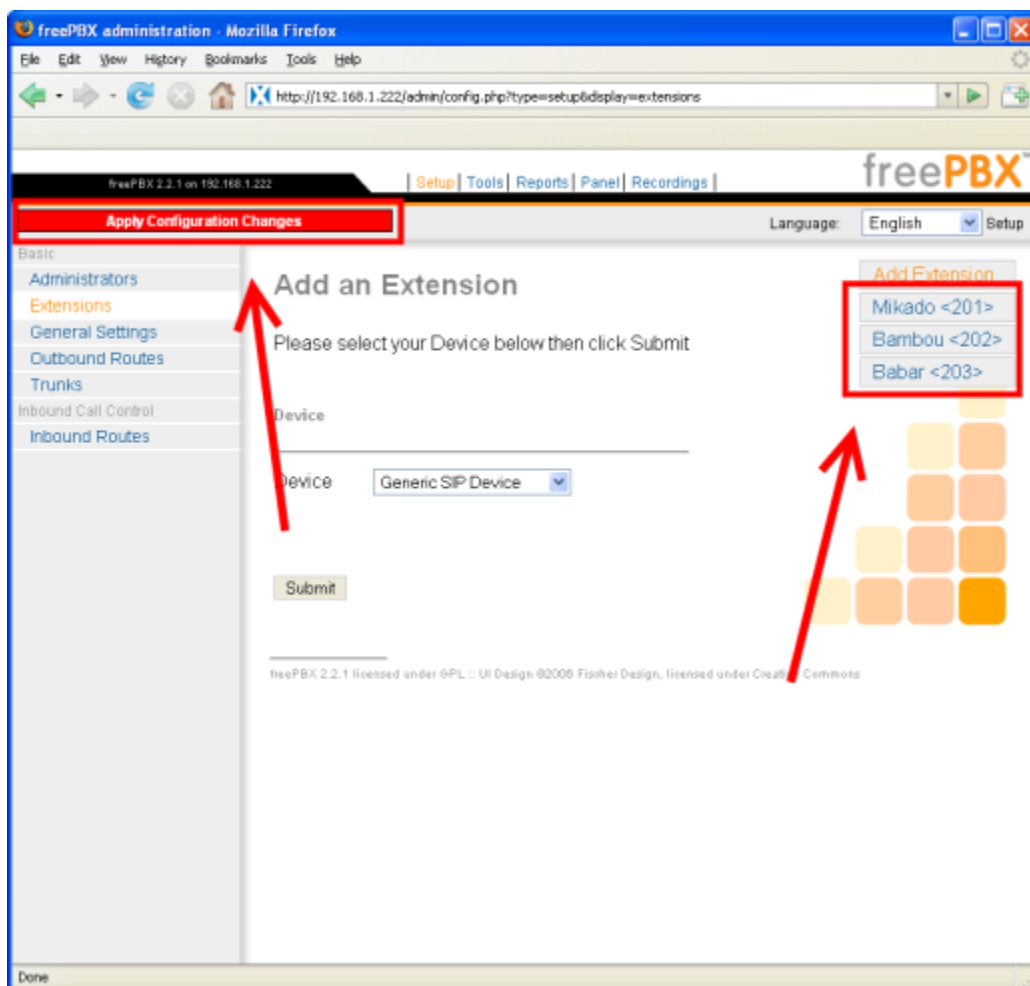 freePBX administration - Mozilla Firefox
File Edit View History Bookmarks Tools Help
http://192.168.1.222/admin/config.php?type=setup&display=extensions
freePBX™
freePBX 2.2.1 on 192.168.1.222
Setup | Tools | Reports | Panel | Recordings |
Apply Configuration Changes
Language: English Setup
Basic
Administrators
Extensions
General Settings
Outbound Routes
Trunks
Inbound Call Control
Inbound Routes
Add an Extension
Please select your Device below then click Submit
Device
Device Generic SIP Device
Submit
freePBX 2.2.1 licensed under GPL :: UI Design ©2006 Fischer Design, licensed under Creative Commons
Add Extension
Mikado <201>
Bambou <202>
Babar <203>
Done